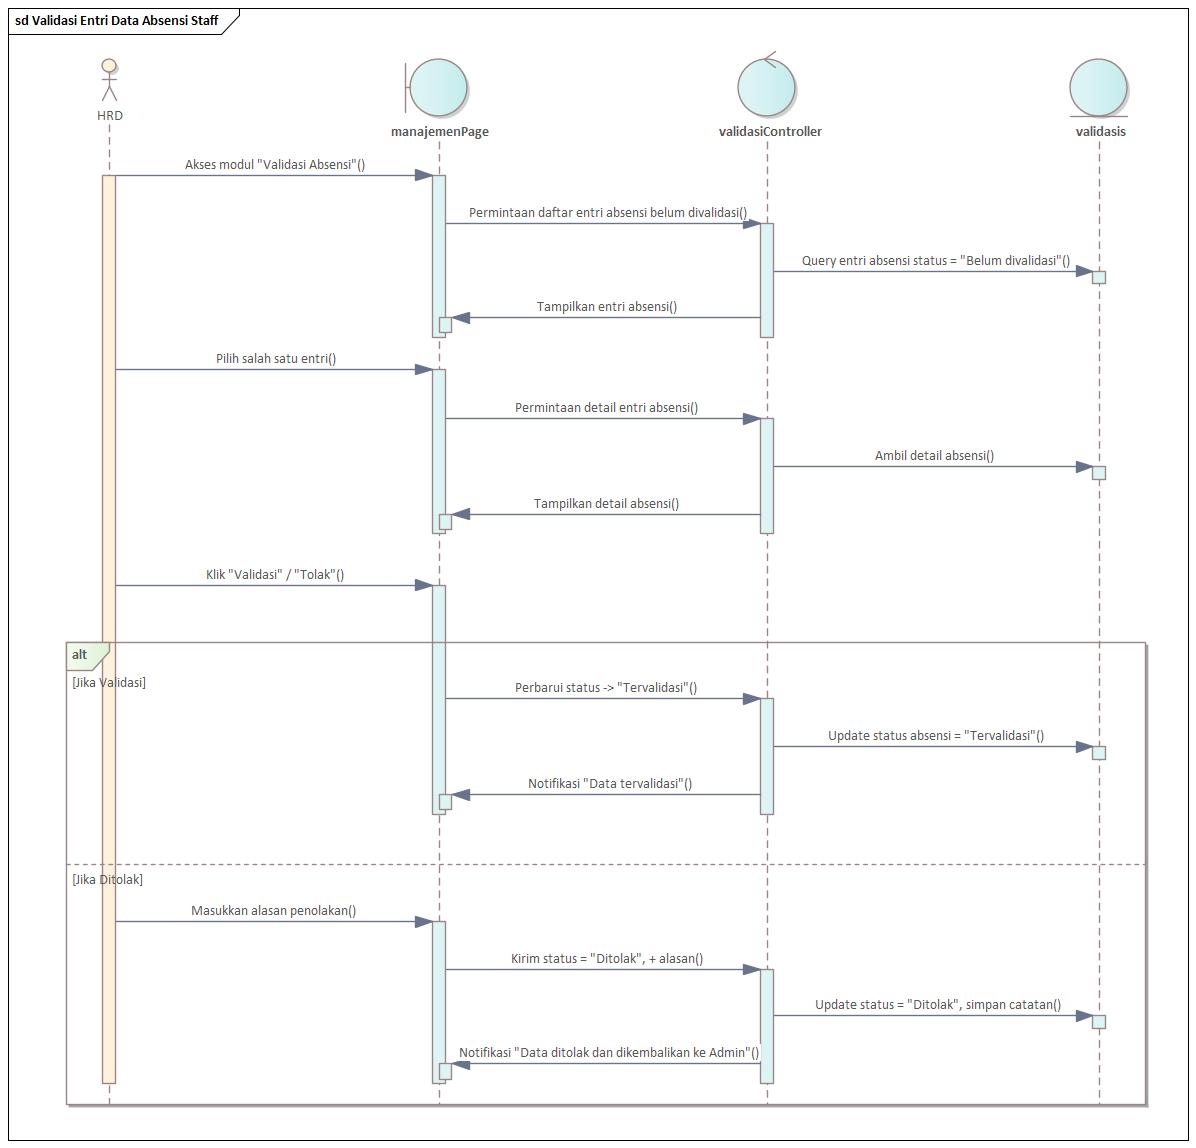 sd Validasi Entri Data Absensi Staff
HRD
manajemenPage
validasiController
validasis
Akses modul "Validasi Absensi"()
Permintaan daftar entri absensi belum divalidasi()
Query entri absensi status = "Belum divalidasi"()
Tampilkan entri absensi()
Pilih salah satu entri()
Permintaan detail entri absensi()
Ambil detail absensi()
Tampilkan detail absensi()
Klik "Validasi" / "Tolak"()
alt
[Jika Validasi]
Perbarui status -> "Tervalidasi"()
Update status absensi = "Tervalidasi"()
Notifikasi "Data tervalidasi"()
[Jika Ditolak]
Masukkan alasan penolakan()
Kirim status = "Ditolak", + alasan()
Update status = "Ditolak", simpan catatan()
Notifikasi "Data ditolak dan dikembalikan ke Admin"()